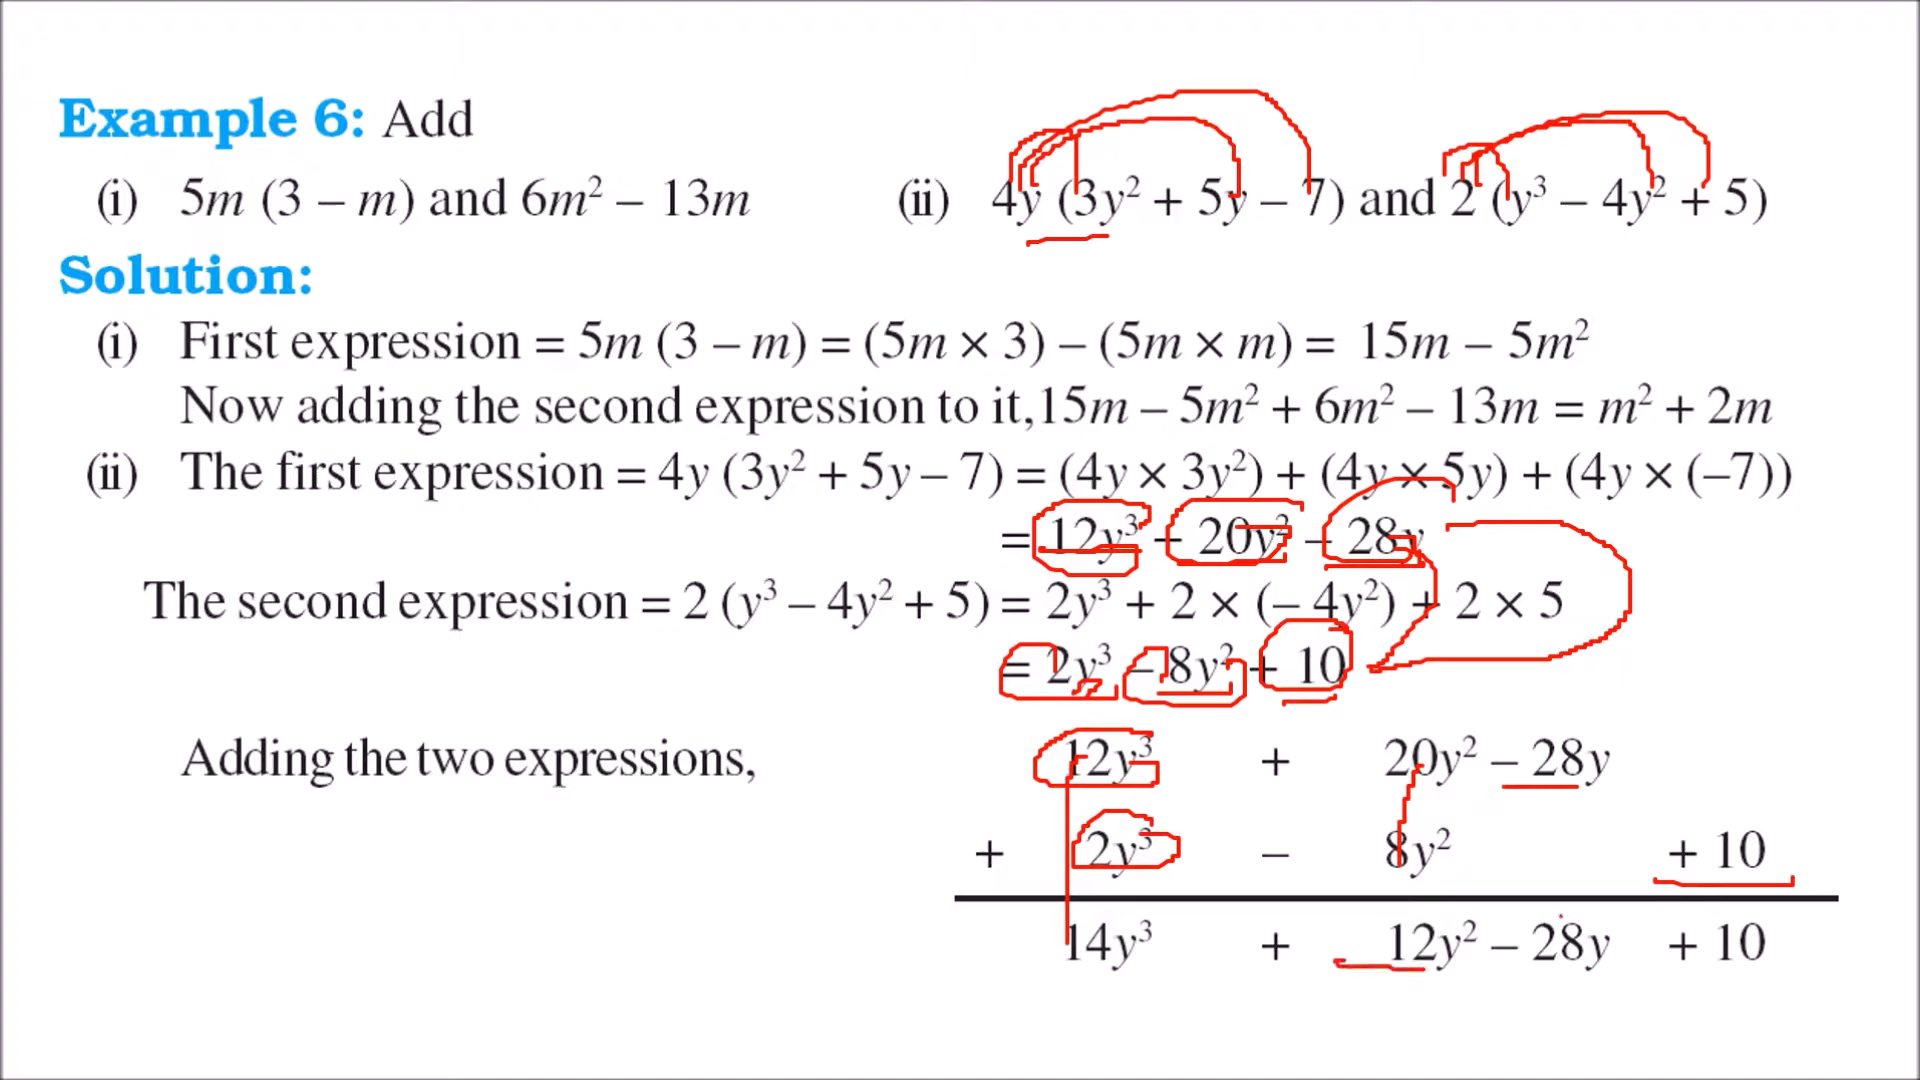 Example 6: Add
(i) 5m (3 – m) and 6m² – 13m (ii) 4y (3y² + 5y – 7) and 2 (y³ – 4y² + 5)
Solution:
(i) First expression = 5m (3 – m) = (5m × 3) – (5m × m) = 15m – 5m²
Now adding the second expression to it,15m – 5m² + 6m² – 13m = m² + 2m
(ii) The first expression = 4y (3y² + 5y – 7) = (4y × 3y²) + (4y × 5y) + (4y × (–7))
= 12y³ + 20y² – 28y
The second expression = 2 (y³ – 4y² + 5) = 2y³ + 2 × (– 4y²) + 2 × 5
= 2y³ – 8y² + 10
Adding the two expressions, 12y³ + 20y² – 28y
+ 2y³ – 8y² + 10
14y³ + 12y² – 28y + 10